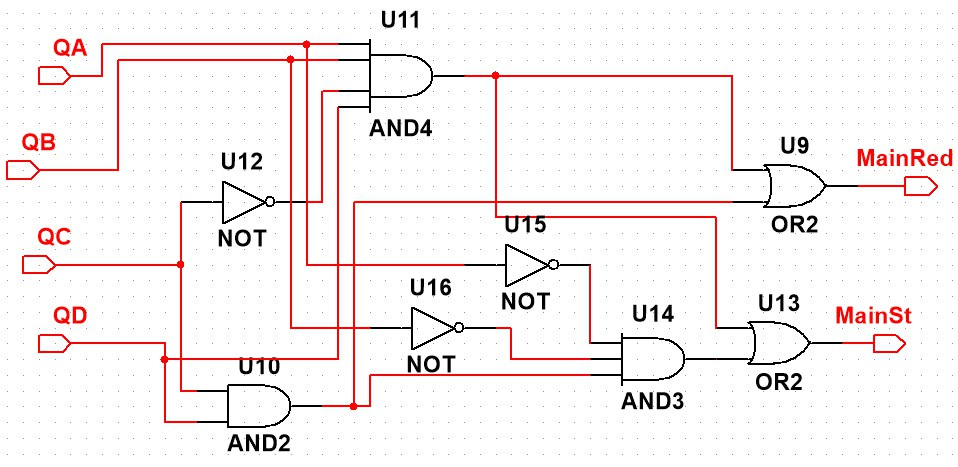 U11
QA
AND4
QB
U12
U9
MainRed
NOT
OR2
QC
U15
U16
NOT
U13
U14
QD
MainSt
U10
NOT
OR2
AND3
AND2